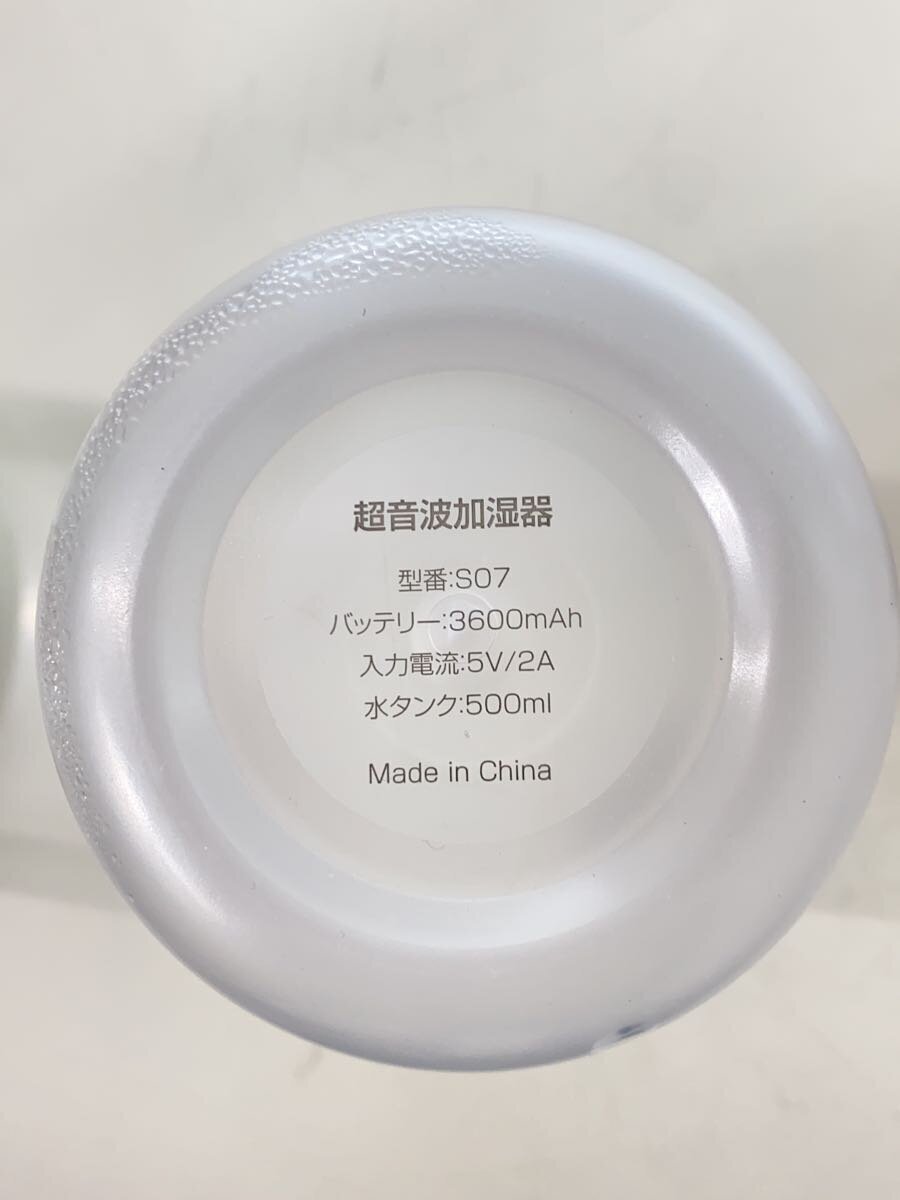 超音波加湿器
型番:S07
バッテリー:3600mAh
入力電流:5V/2A
水タンク:500ml
Made in China